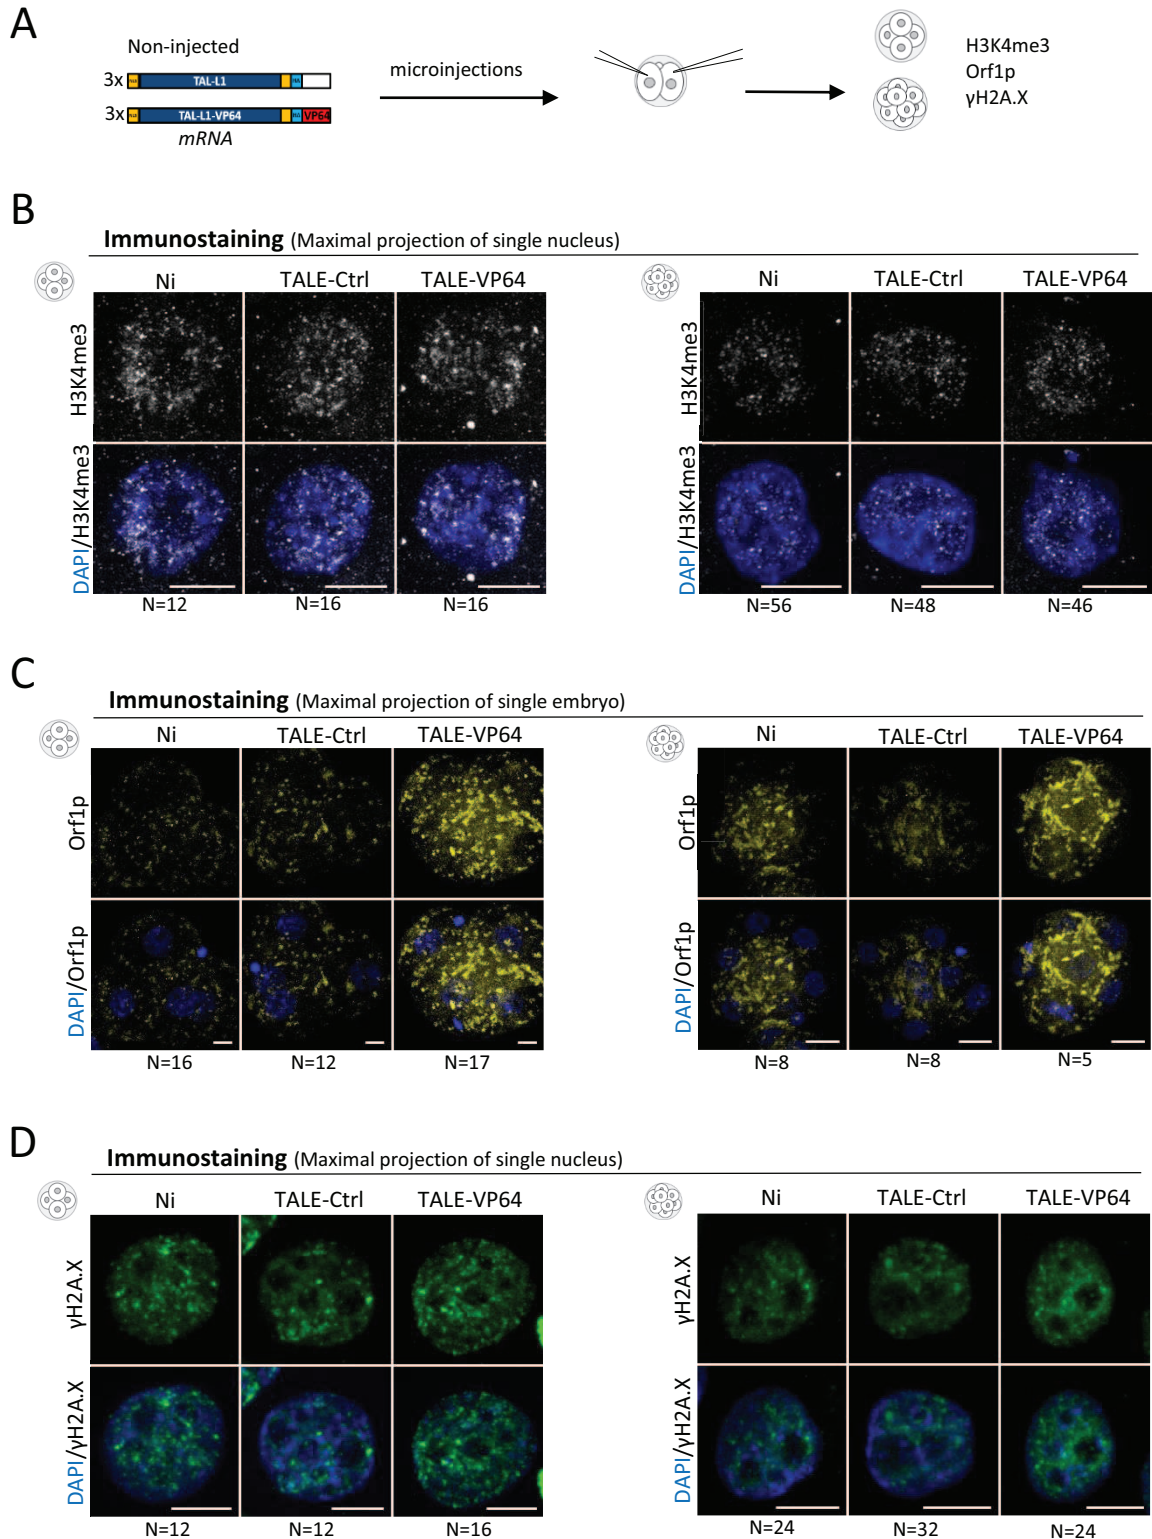 A
Non-injected
3x TAL-L1
3x TAL-L1-VP64 VP64
mRNA
microinjections
H3K4me3
Orf1p
γH2A.X
B
Immunostaining (Maximal projection of single nucleus)
Ni TALE-Ctrl TALE-VP64
H3K4me3
DAPI/H3K4me3
N=12 N=16 N=16
Ni TALE-Ctrl TALE-VP64
H3K4me3
DAPI/H3K4me3
N=56 N=48 N=46
C
Immunostaining (Maximal projection of single embryo)
Ni TALE-Ctrl TALE-VP64
Orf1p
DAPI/Orf1p
N=16 N=12 N=17
Ni TALE-Ctrl TALE-VP64
Orf1p
DAPI/Orf1p
N=8 N=8 N=5
D
Immunostaining (Maximal projection of single nucleus)
Ni TALE-Ctrl TALE-VP64
γH2A.X
DAPI/γH2A.X
N=12 N=12 N=16
Ni TALE-Ctrl TALE-VP64
γH2A.X
DAPI/γH2A.X
N=24 N=32 N=24